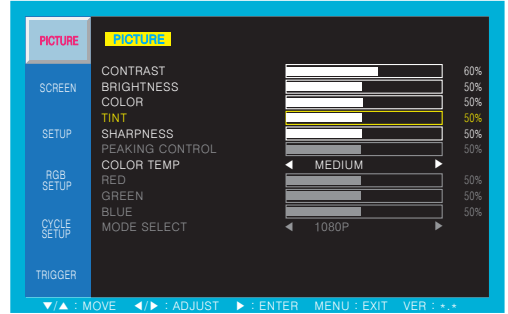 PICTURE
SCREEN
SETUP
RGB
SETUP
CYCLE
SETUP
TRIGGER
PICTURE
CONTRAST 60%
BRIGHTNESS 50%
COLOR 50%
TINT 50%
SHARPNESS 50%
PEAKING CONTROL 50%
COLOR TEMP ◀ MEDIUM ▶
RED 50%
GREEN 50%
BLUE 50%
MODE SELECT ◀ 1080P ▶
▼/▲ : MOVE ◀/▶ : ADJUST ▶ : ENTER MENU : EXIT VER : *.*